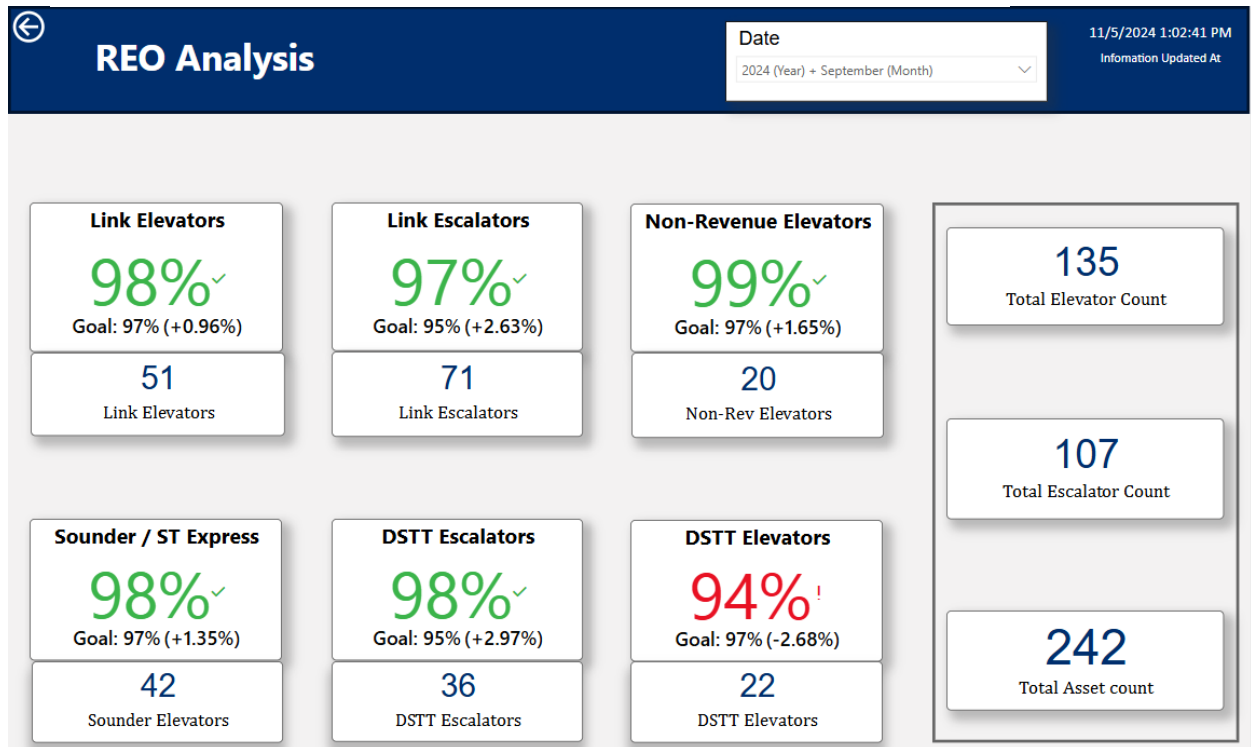 REO Analysis
Date
2024 (Year) + September (Month)
11/5/2024 1:02:41 PM
Infomation Updated At
Link Elevators
98%
Goal: 97% (+0.96%)
51
Link Elevators
Link Escalators
97%
Goal: 95% (+2.63%)
71
Link Escalators
Non-Revenue Elevators
99%
Goal: 97% (+1.65%)
20
Non-Rev Elevators
Sounder / ST Express
98%
Goal: 97% (+1.35%)
42
Sounder Elevators
DSTT Escalators
98%
Goal: 95% (+2.97%)
36
DSTT Escalators
DSTT Elevators
94%!
Goal: 97% (-2.68%)
22
DSTT Elevators
135
Total Elevator Count
107
Total Escalator Count
242
Total Asset count